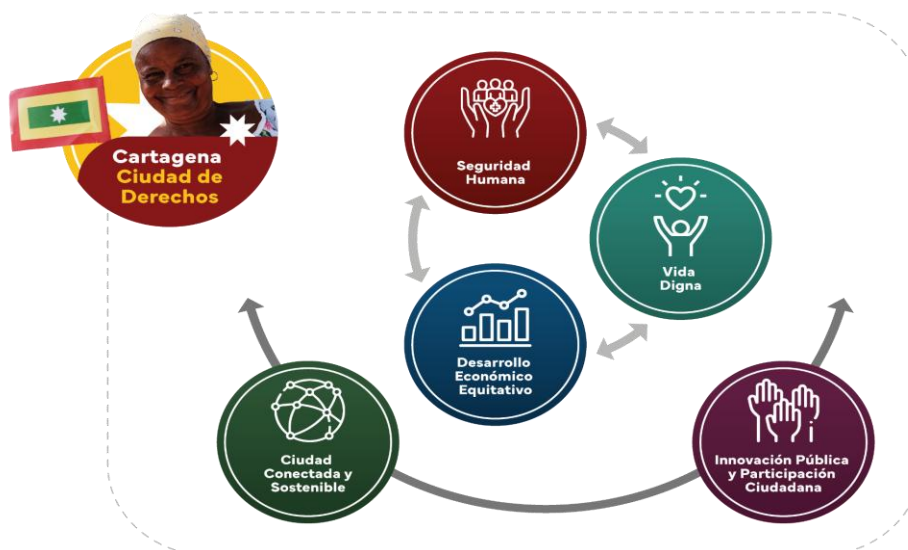 Cartagena
Ciudad de
Derechos
Seguridad
Humana
Vida
Digna
Desarrollo
Económico
Equitativo
Ciudad
Conectada y
Sostenible
Innovación Pública
y Participación
Ciudadana